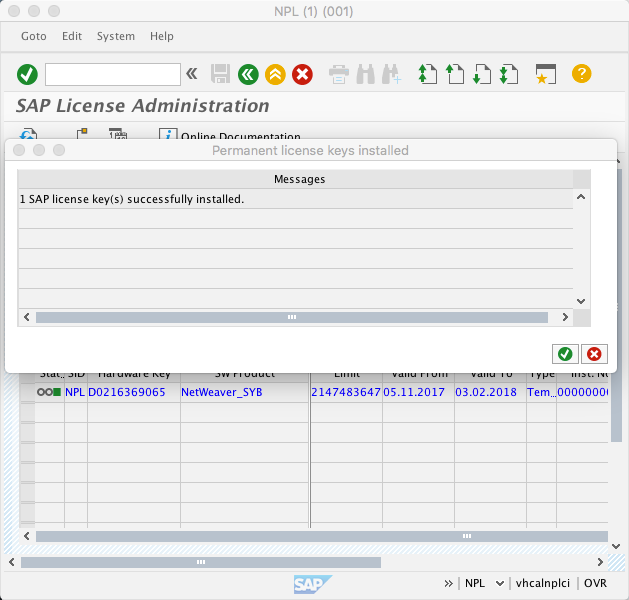 NPL (1) (001)
Goto Edit System Help
SAP License Administration
Online Documentation
Permanent license keys installed
Messages
1 SAP license key(s) successfully installed.
Stat.. SID Hardware Key SW Product Limit Valid From Valid To Type Inst. No
NPL D0216369065 NetWeaver_SYB 2147483647 05.11.2017 03.02.2018 Tem... 00000000
SAP NPL vhcalnplci OVR